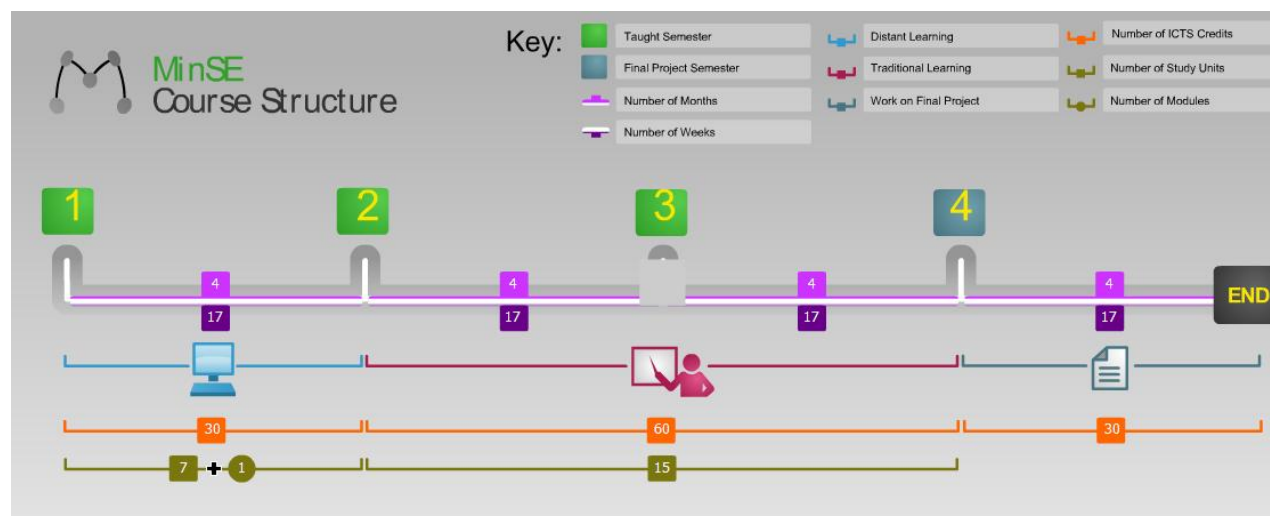 Key:
Taught Semester
Distant Learning
Number of ICTS Credits
Final Project Semester
Traditional Learning
Number of Study Units
Number of Months
Work on Final Project
Number of Modules
Number of Weeks
MinSE
Course Structure
1
2
3
4
4
4
4
4
END
17
17
17
17
30
60
30
7
1
15